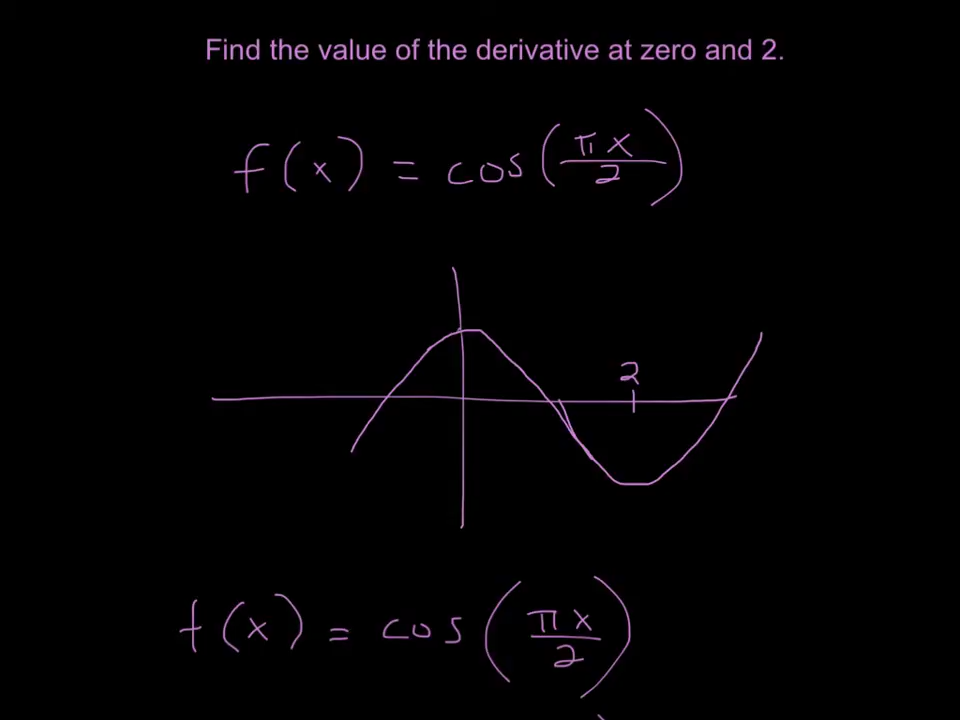 Find the value of the derivative at zero and 2.
f(x) = cos(πx/2)
2
f(x) = cos(πx/2)